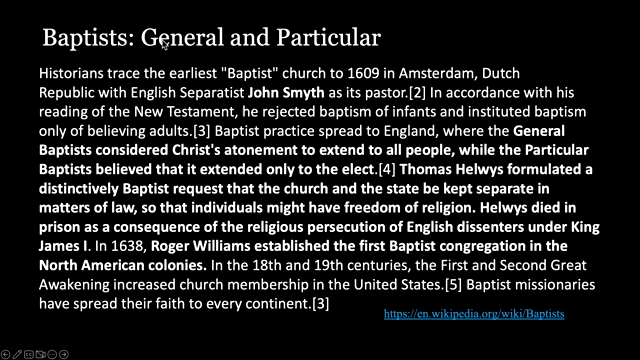 Baptists: General and Particular
Historians trace the earliest "Baptist" church to 1609 in Amsterdam, Dutch
Republic with English Separatist John Smyth as its pastor.[2] In accordance with his
reading of the New Testament, he rejected baptism of infants and instituted baptism
only of believing adults.[3] Baptist practice spread to England, where the General
Baptists considered Christ's atonement to extend to all people, while the Particular
Baptists believed that it extended only to the elect.[4] Thomas Helwys formulated a
distinctively Baptist request that the church and the state be kept separate in
matters of law, so that individuals might have freedom of religion. Helwys died in
prison as a consequence of the religious persecution of English dissenters under King
James I. In 1638, Roger Williams established the first Baptist congregation in the
North American colonies. In the 18th and 19th centuries, the First and Second Great
Awakening increased church membership in the United States.[5] Baptist missionaries
have spread their faith to every continent.[3]
https://en.wikipedia.org/wiki/Baptists